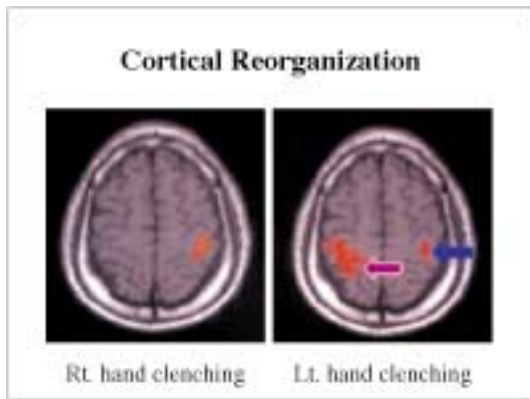 Cortical Reorganization
Rt. hand clenching
Lt. hand clenching